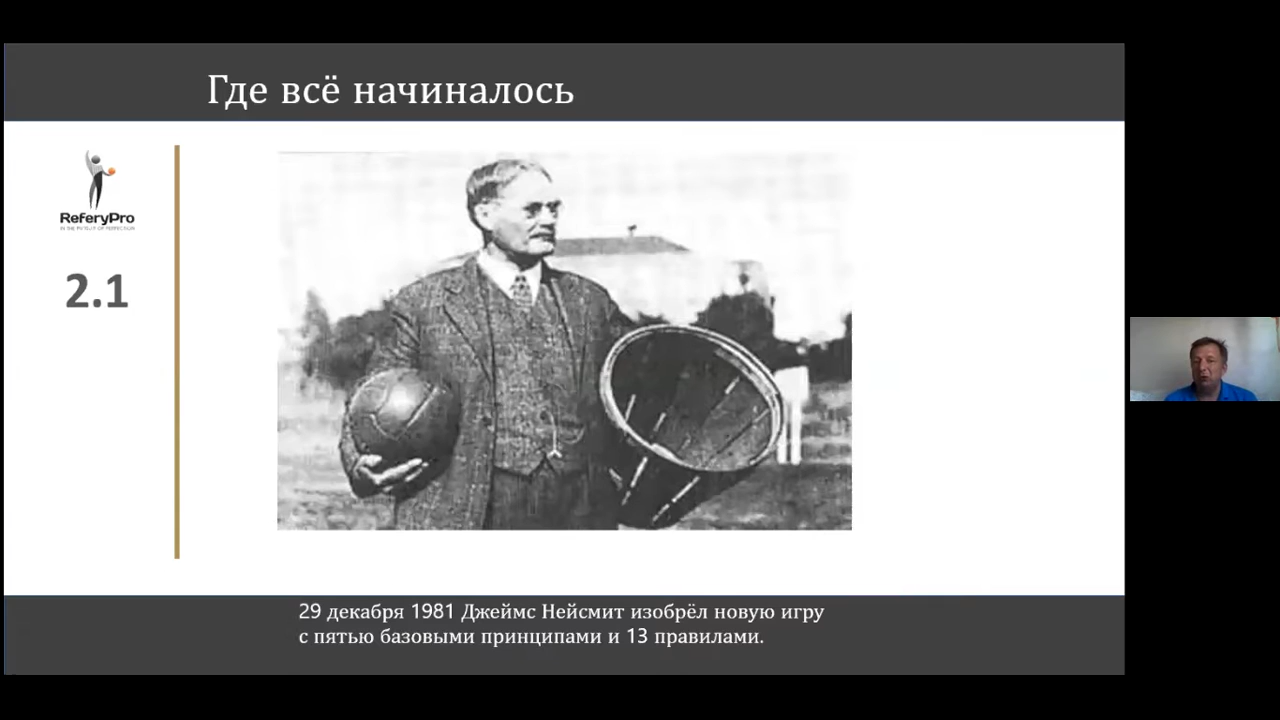 Где всё начиналось
ReferyPro
IN THE PURSUIT OF PERFECTION
2.1
29 декабря 1981 Джеймс Нейсмит изобрёл новую игру
с пятью базовыми принципами и 13 правилами.